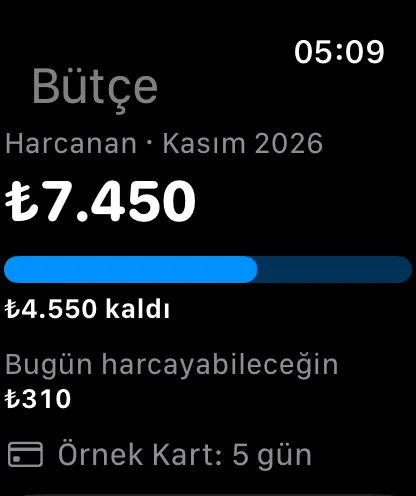 05:09
Bütçe
Harcanan · Kasım 2026
₺7.450
₺4.550 kaldı
Bugün harcayabileceğin
₺310
Örnek Kart: 5 gün